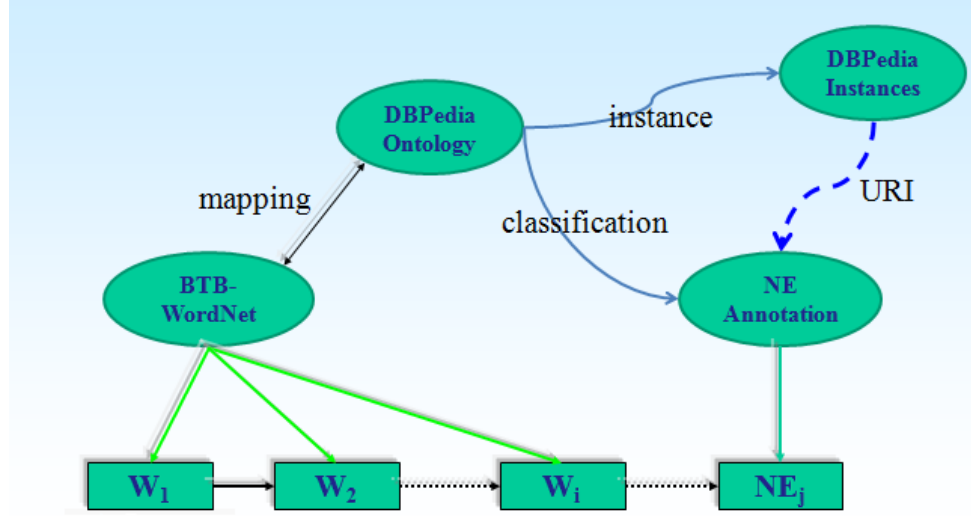 DBPedia
Instances
DBPedia
Ontology
instance
mapping
URI
classification
BTB-
WordNet
NE
Annotation
W1
W2
Wi
NEj